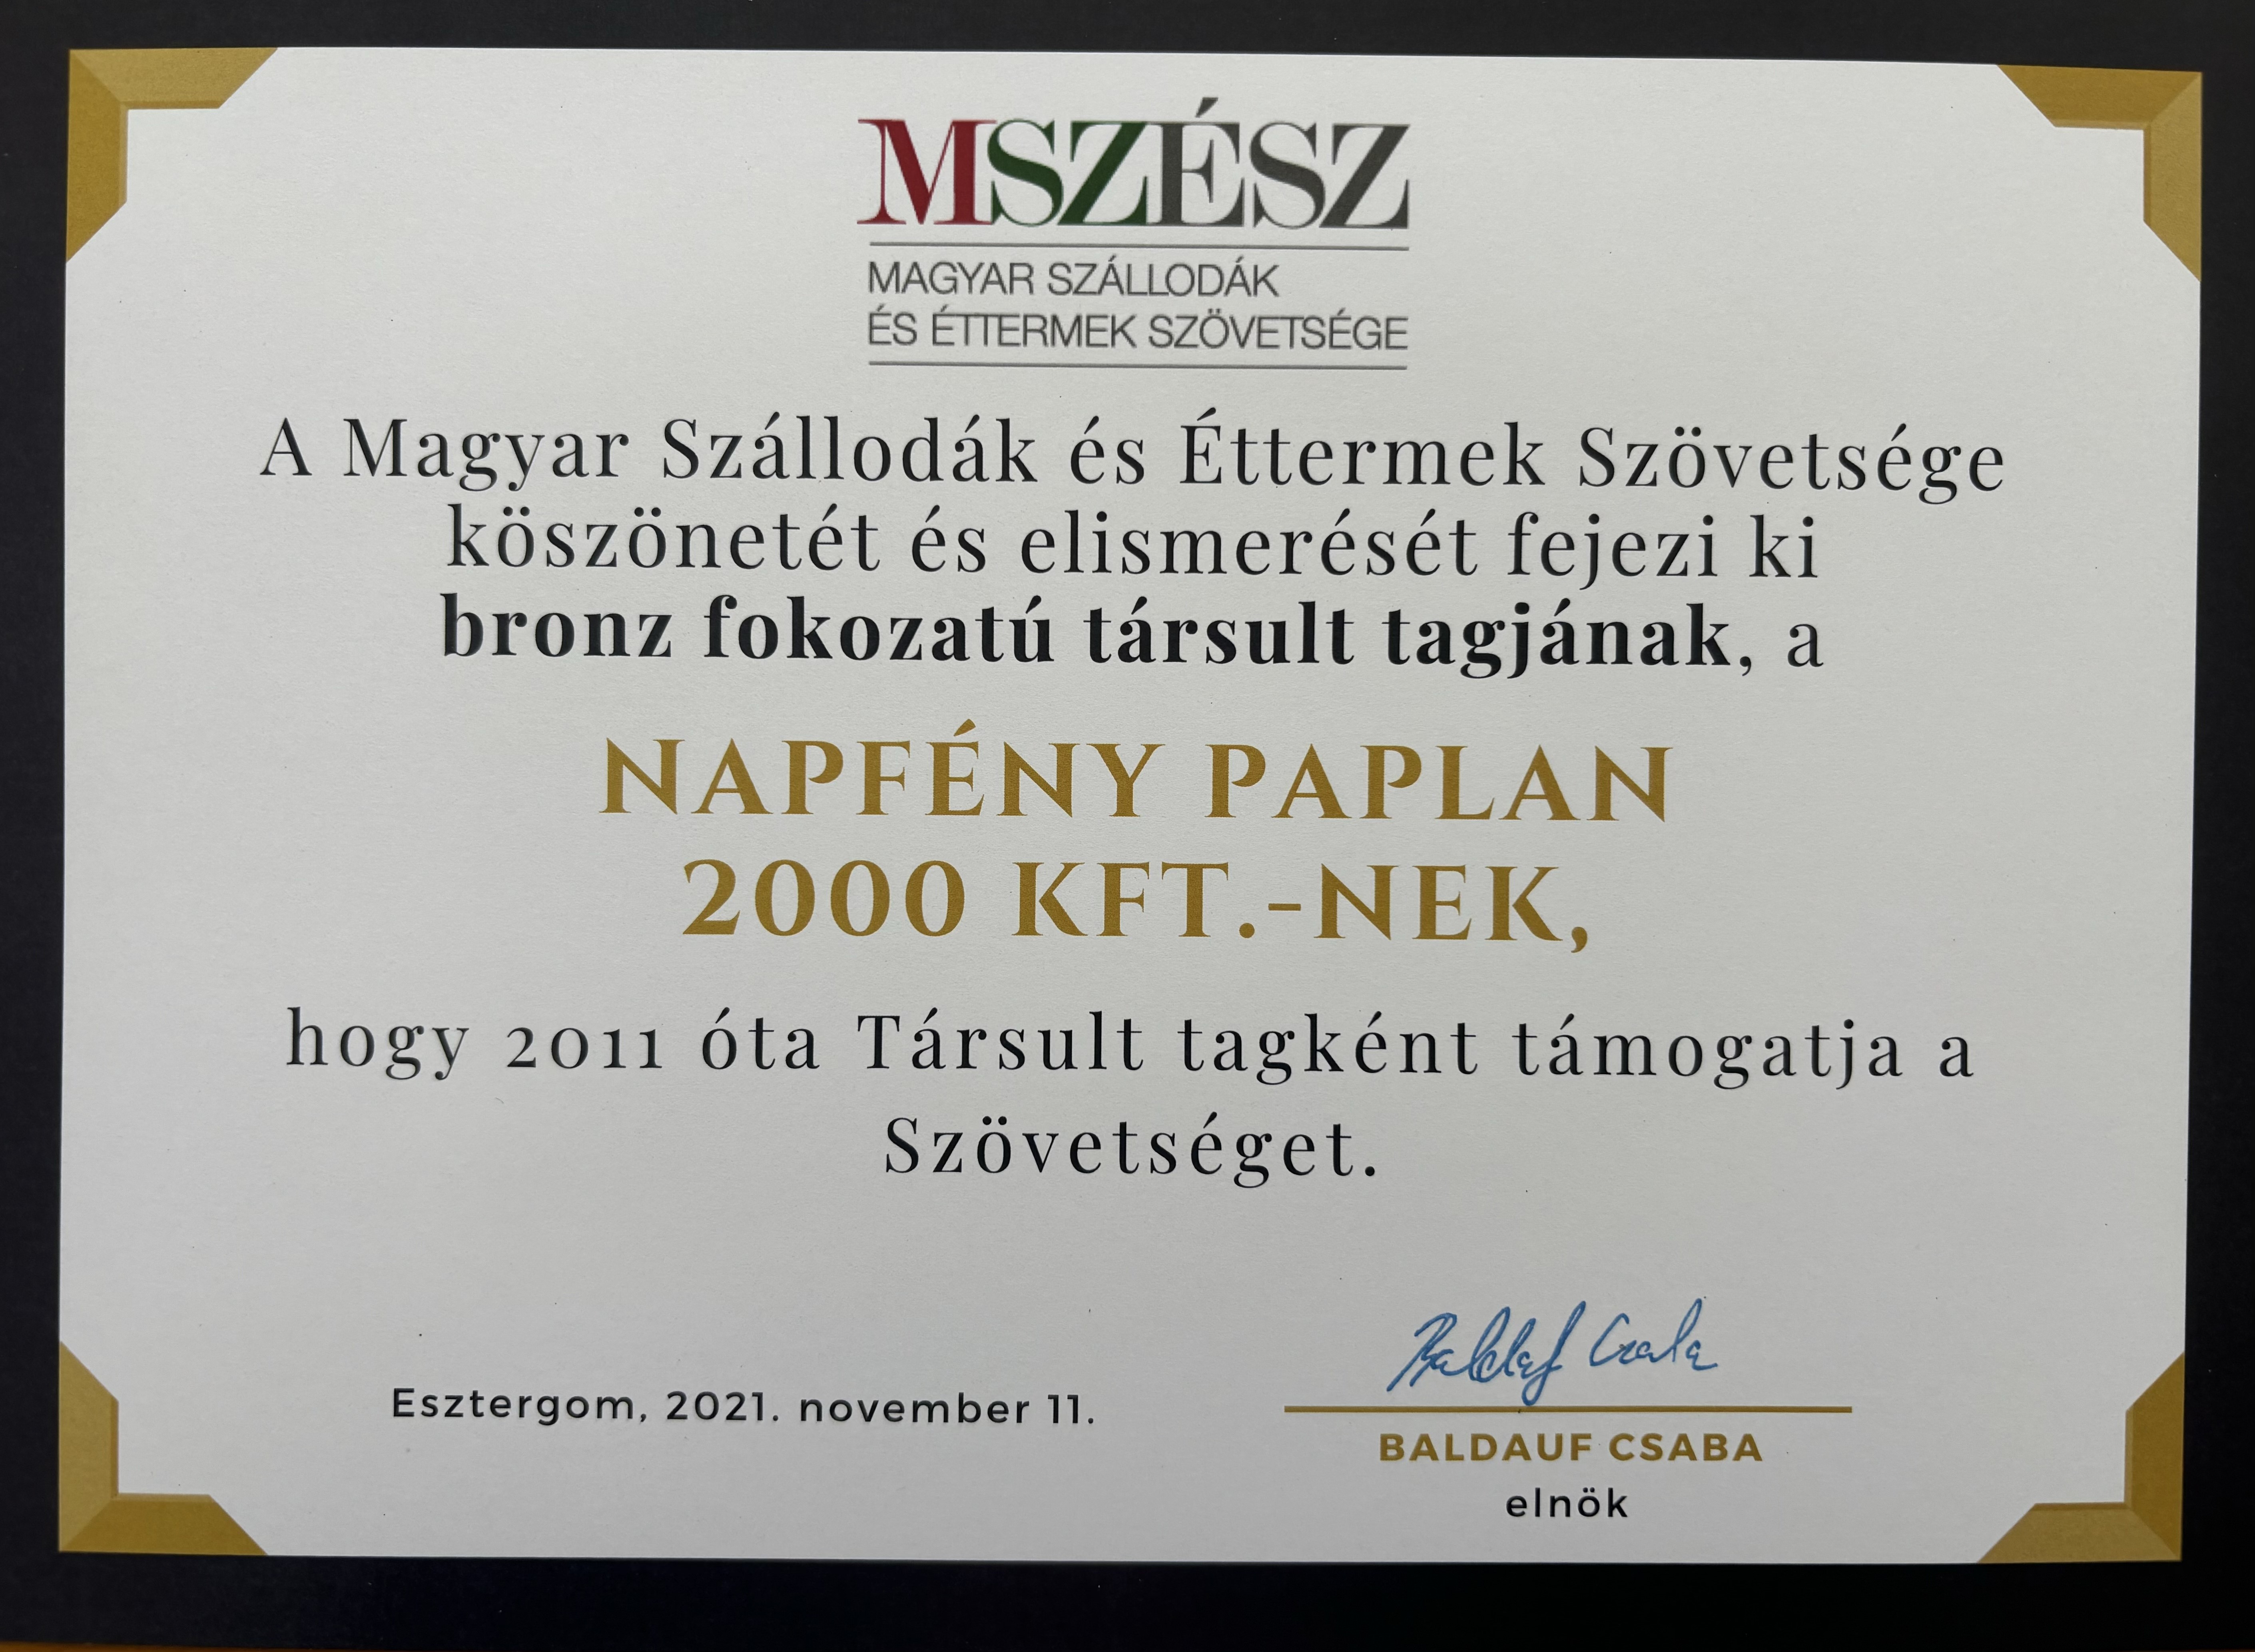 MSZÉSZ
MAGYAR SZÁLLODÁK
ÉS ÉTTERMEK SZÖVETSÉGE
A Magyar Szállodák és Éttermek Szövetsége
köszönetét és elismerését fejezi ki
bronz fokozatú társult tagjának, a
NAPFÉNY PAPLAN
2000 KFT.-NEK,
hogy 2011 óta Társult tagként támogatja a
Szövetséget.
Baldauf Csaba
Esztergom, 2021. november 11.
BALDAUF CSABA
elnök